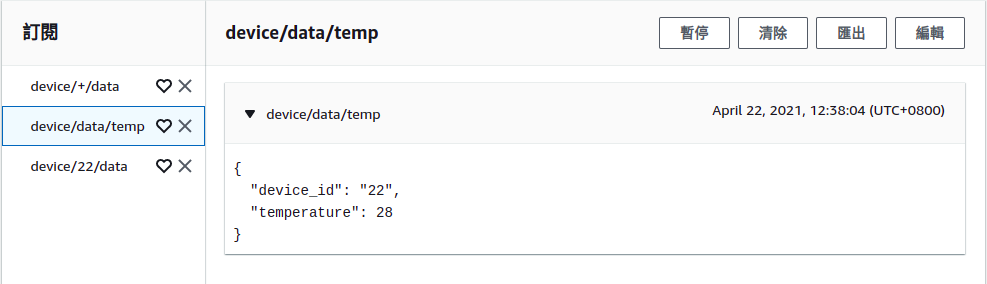 訂閱
device/+/data
device/data/temp
device/22/data
device/data/temp
暫停
清除
匯出
編輯
device/data/temp
April 22, 2021, 12:38:04 (UTC+0800)
{
  "device_id": "22",
  "temperature": 28
}